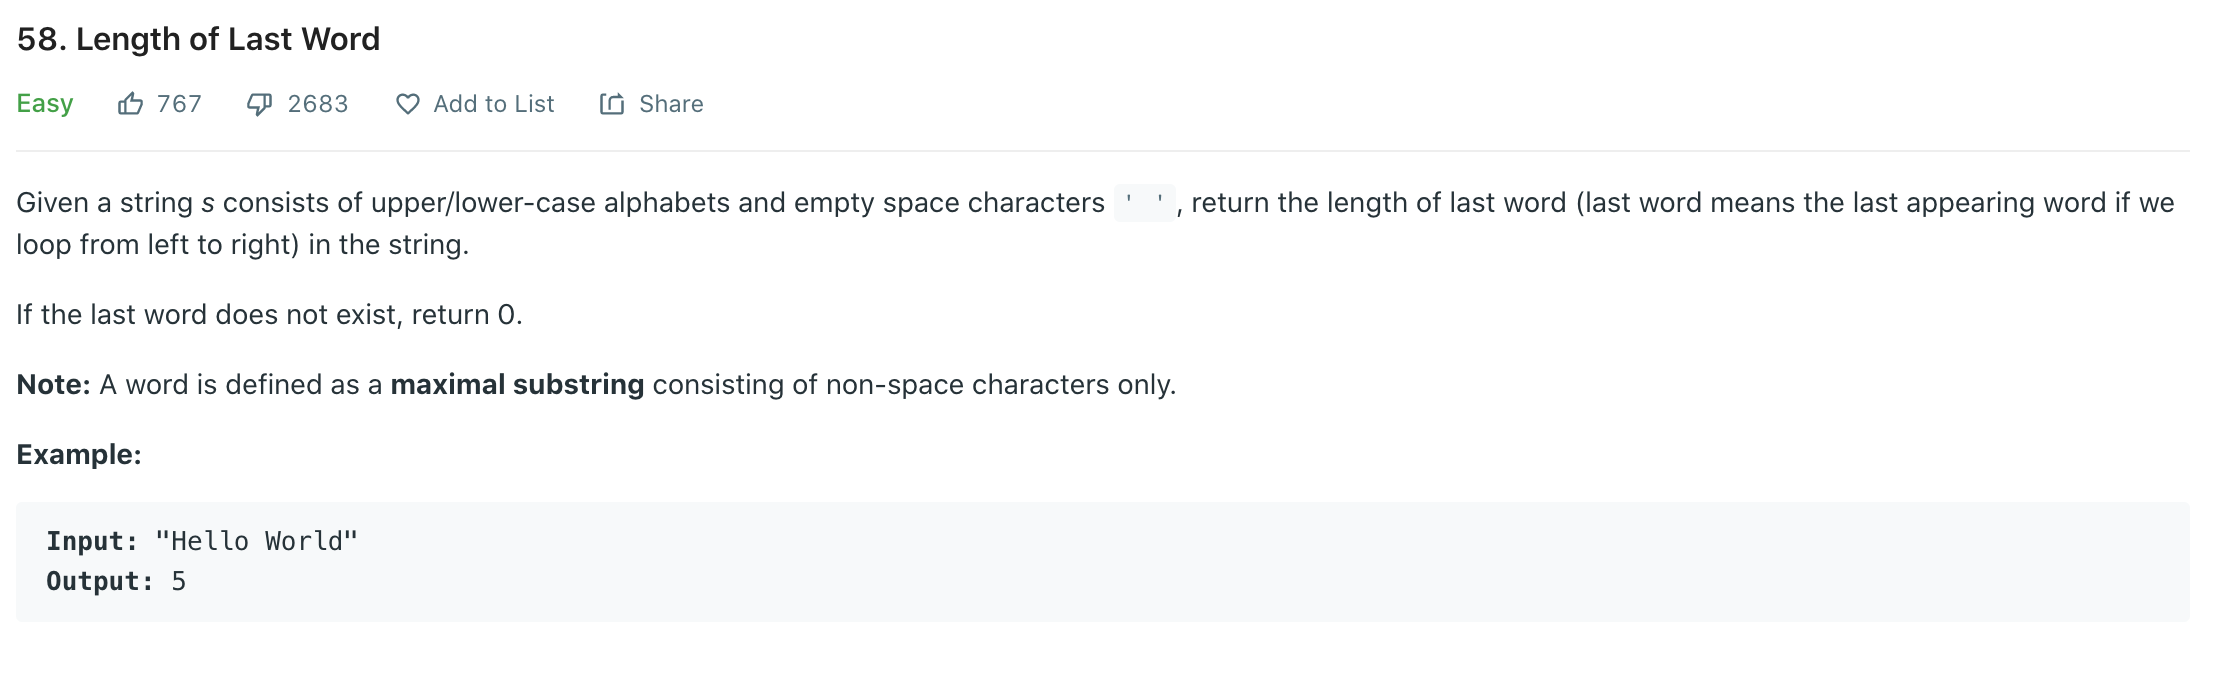 58. Length of Last Word
Easy 767 2683 Add to List Share
Given a string s consists of upper/lower-case alphabets and empty space characters ' ', return the length of last word (last word means the last appearing word if we
loop from left to right) in the string.
If the last word does not exist, return 0.
Note: A word is defined as a maximal substring consisting of non-space characters only.
Example:
Input: "Hello World"
Output: 5